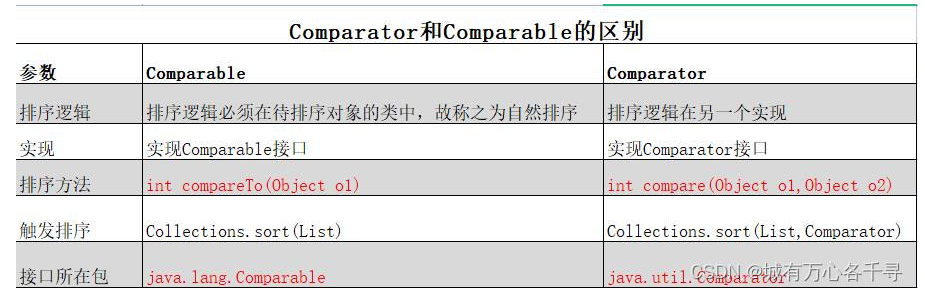 Comparator和Comparable的区别
参数 Comparable Comparator
排序逻辑 排序逻辑必须在待排序对象的类中，故称之为自然排序 排序逻辑在另一个实现
实现 实现Comparable接口 实现Comparator接口
排序方法 int compareTo(Object o1) int compare(Object o1,Object o2)
触发排序 Collections.sort(List) Collections.sort(List,Comparator)
接口所在包 java.lang.Comparable java.util.Comparator
CSDN @城有万心各千寻